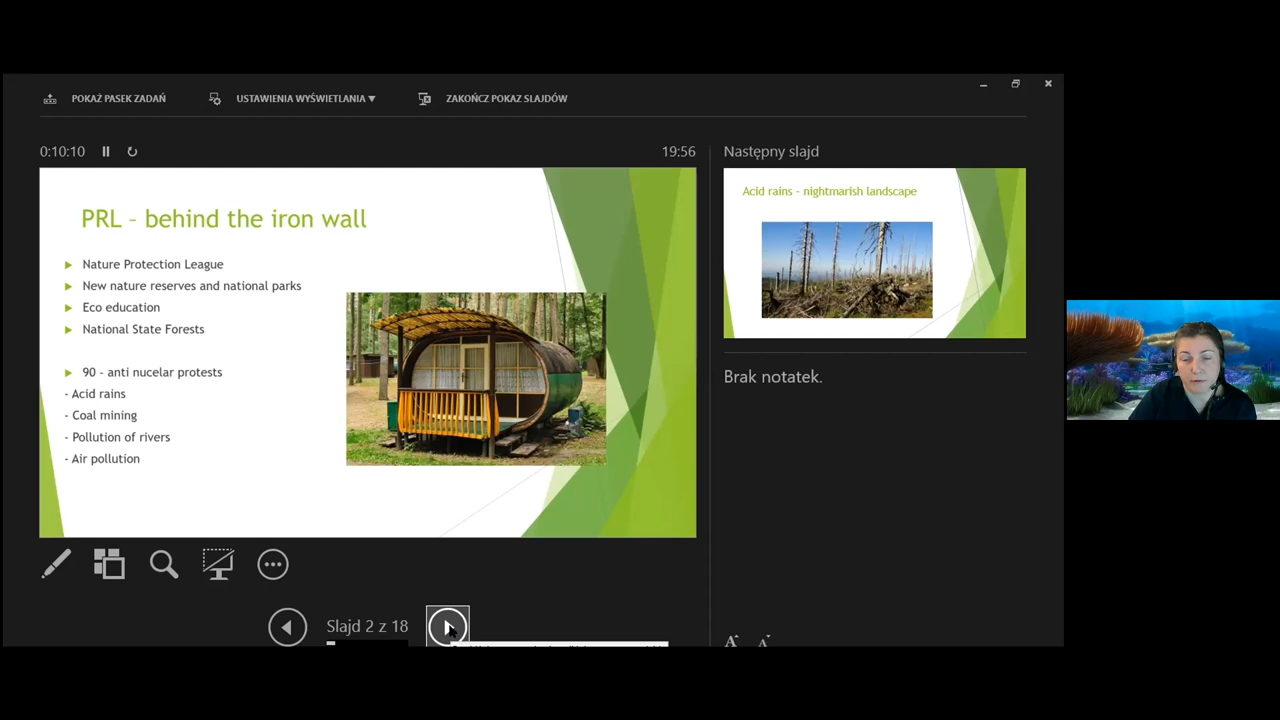 POKAŻ PASEK ZADAŃ
USTAWIENIA WYŚWIETLANIA ▼
ZAKOŃCZ POKAZ SLAJDÓW
0:10:10
19:56
PRL – behind the iron wall
Nature Protection League
New nature reserves and national parks
Eco education
National State Forests
90 - anti nucelar protests
- Acid rains
- Coal mining
- Pollution of rivers
- Air pollution
Slajd 2 z 18
Następny slajd
Acid rains – nightmarish landscape
Brak notatek.
A A